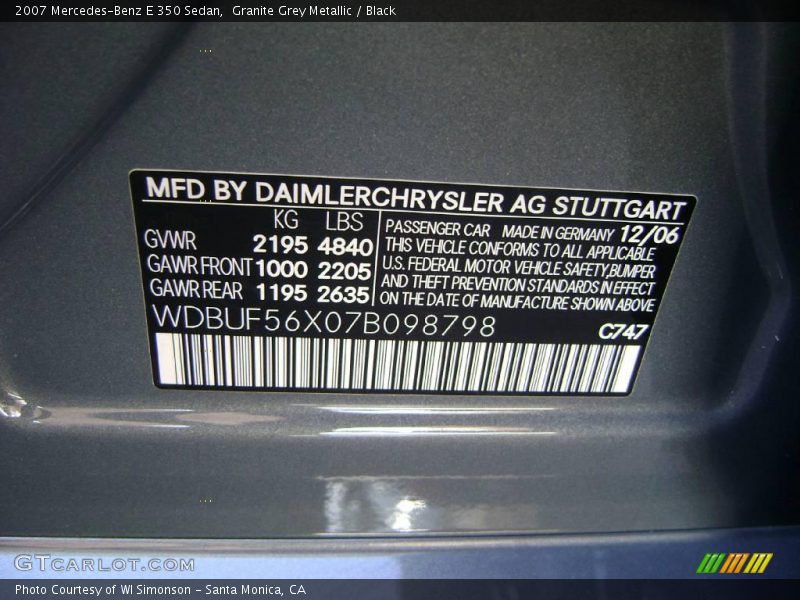 2007 Mercedes-Benz E 350 Sedan, Granite Grey Metallic / Black
MFD BY DAIMLERCHRYSLER AG STUTTGART
KG LBS
GVWR 2195 4840
GAWR FRONT 1000 2205
GAWR REAR 1195 2635
PASSENGER CAR MADE IN GERMANY 12/06
THIS VEHICLE CONFORMS TO ALL APPLICABLE
U.S. FEDERAL MOTOR VEHICLE SAFETY,BUMPER
AND THEFT PREVENTION STANDARDS IN EFFECT
ON THE DATE OF MANUFACTURE SHOWN ABOVE
WDBUF56X07B098798
C747
GTCARLOT.COM
Photo Courtesy of WI Simonson - Santa Monica, CA